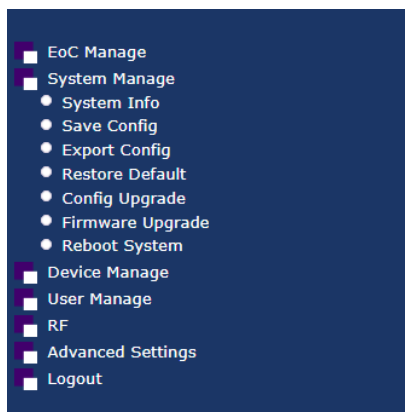 EoC Manage
System Manage
System Info
Save Config
Export Config
Restore Default
Config Upgrade
Firmware Upgrade
Reboot System
Device Manage
User Manage
RF
Advanced Settings
Logout